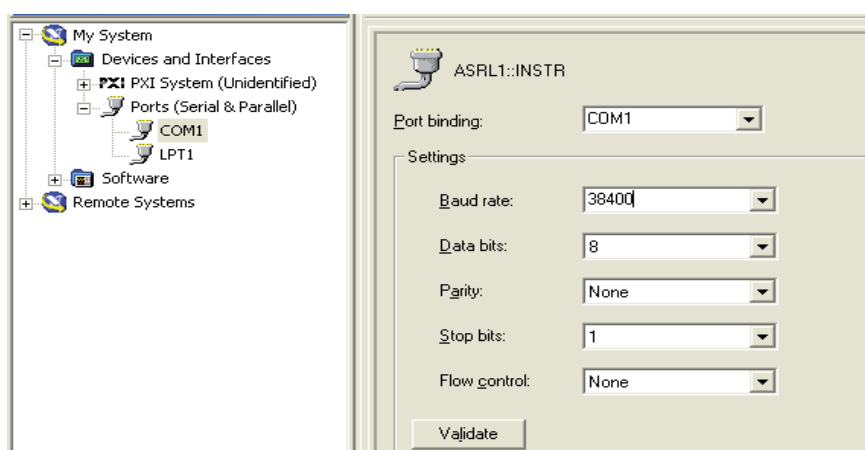 My System
Devices and Interfaces
PXI PXI System (Unidentified)
Ports (Serial & Parallel)
COM1
LPT1
Software
Remote Systems
ASRL1::INSTR
Port binding: COM1
Settings
Baud rate: 38400
Data bits: 8
Parity: None
Stop bits: 1
Flow control: None
Validate